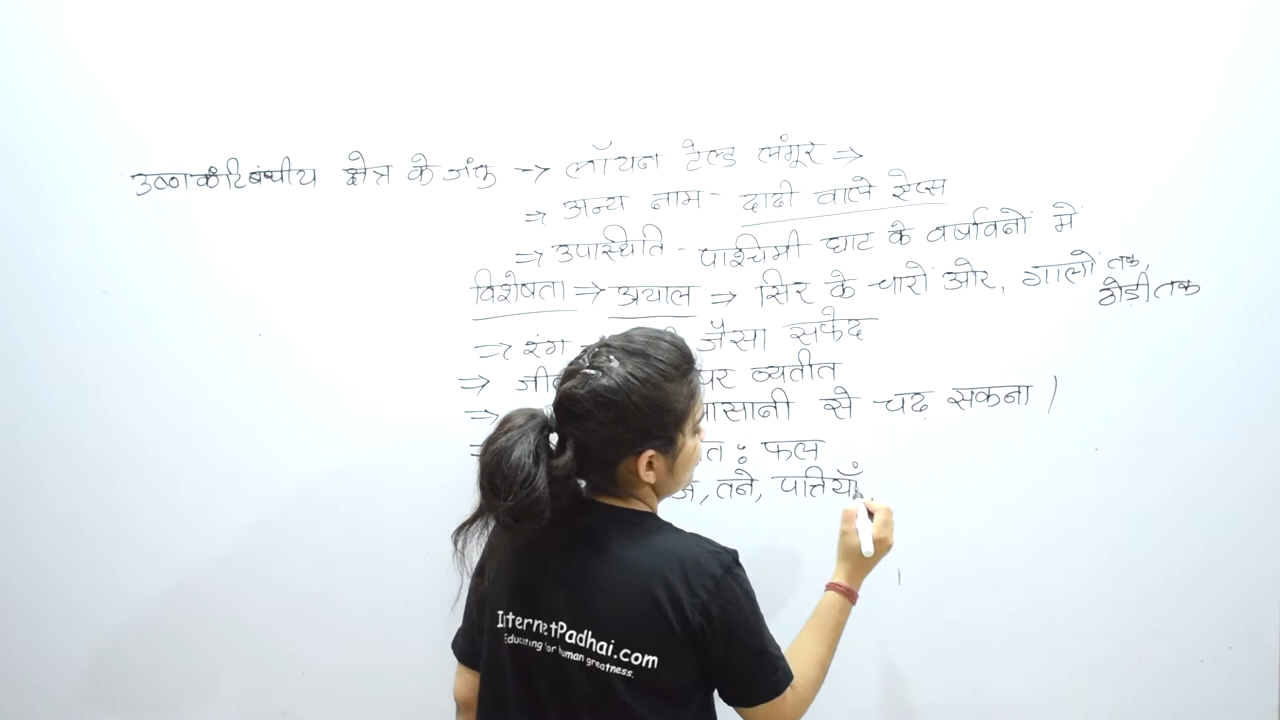 उष्णकटिबंधीय क्षेत्र के जंतु → लॉयन टेल्ड लंगूर ⇒
⇒ अन्य नाम - दाढी वाले ऐप्स
⇒ उपस्थिति - पश्चिमी घाट के वर्षावनों में
विशेषता ⇒ अयाल ⇒ सिर के चारों ओर, गालों तक,
ठोड़ी तक
⇒ रंग जैसा सफेद
⇒ पर व्यतीत
⇒ से चढ़ सकना /
: फल
, तने, पत्तियाँ,
InternetPadhai.com
Educating for human greatness.